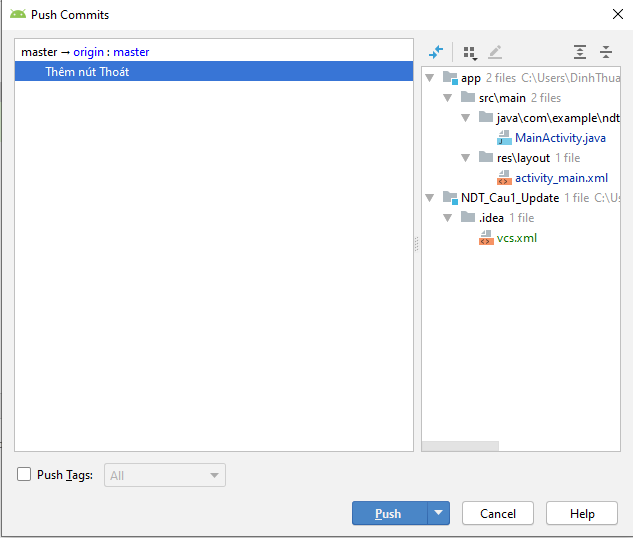 Push Commits
master → origin : master
Thêm nút Thoát
app 2 files C:\Users\DinhThua
src\main 2 files
java\com\example\ndt
MainActivity.java
res\layout 1 file
activity_main.xml
NDT_Cau1_Update 1 file C:\Us
.idea 1 file
vcs.xml
Push Tags: All
Push Cancel Help